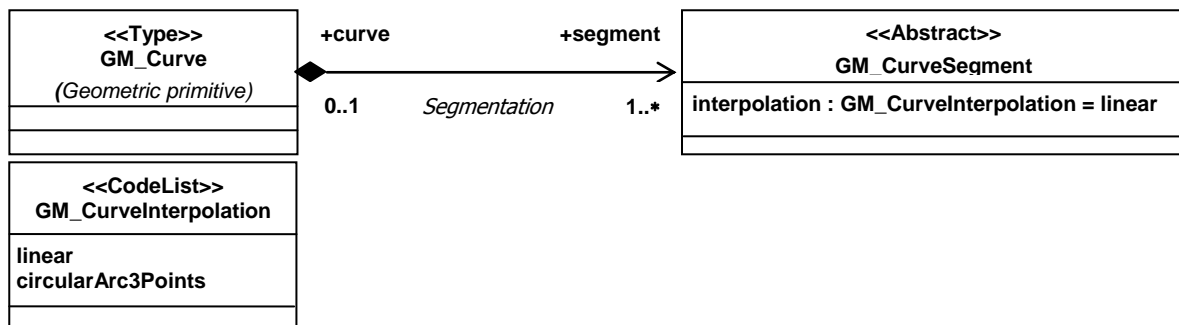 <<Type>>
GM_Curve
(Geometric primitive)
+curve
+segment
0..1
Segmentation
1..*
<<Abstract>>
GM_CurveSegment
interpolation : GM_CurveInterpolation = linear
<<CodeList>>
GM_CurveInterpolation
linear
circularArc3Points